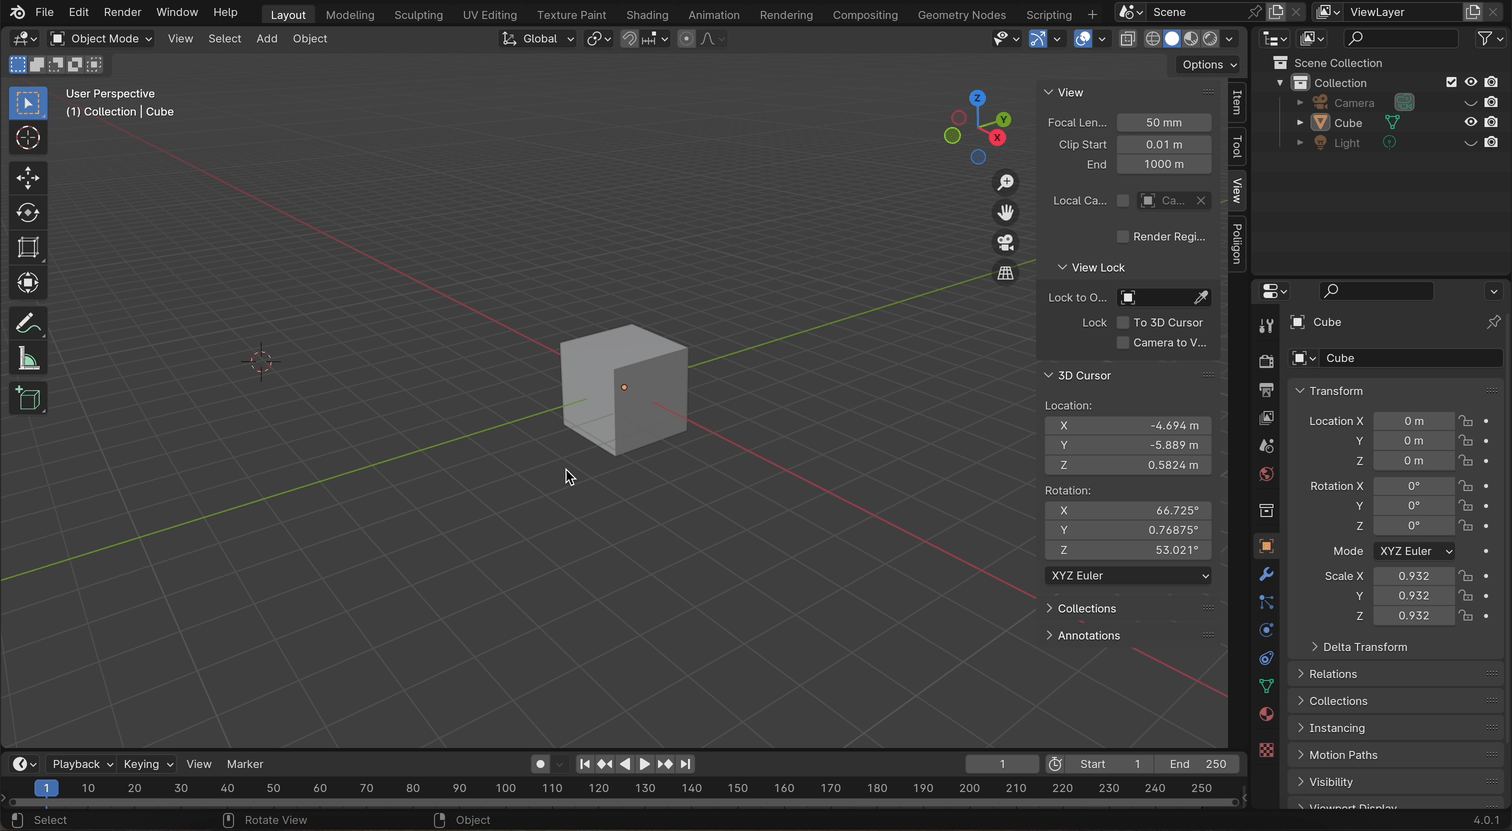 File Edit Render Window Help Layout Modeling Sculpting UV Editing Texture Paint Shading Animation Rendering Compositing Geometry Nodes Scripting + Scene ViewLayer
Object Mode View Select Add Object Global
Options
User Perspective
(1) Collection | Cube
Z
Y
X
View
Focal Len... 50 mm
Clip Start 0.01 m
End 1000 m
Local Ca... Ca...
Render Regi...
View Lock
Lock to O...
Lock To 3D Cursor
Camera to V...
3D Cursor
Location:
X -4.694 m
Y -5.889 m
Z 0.5824 m
Rotation:
X 66.725°
Y 0.76875°
Z 53.021°
XYZ Euler
Collections
Annotations
Item
Tool
View
Poliigon
Scene Collection
Collection
Camera
Cube
Light
Cube
Cube
Transform
Location X 0 m
Y 0 m
Z 0 m
Rotation X 0°
Y 0°
Z 0°
Mode XYZ Euler
Scale X 0.932
Y 0.932
Z 0.932
Delta Transform
Relations
Collections
Instancing
Motion Paths
Visibility
Viewport Display
Playback Keying View Marker 1 Start 1 End 250
1 10 20 30 40 50 60 70 80 90 100 110 120 130 140 150 160 170 180 190 200 210 220 230 240 250
Select Rotate View Object 4.0.1